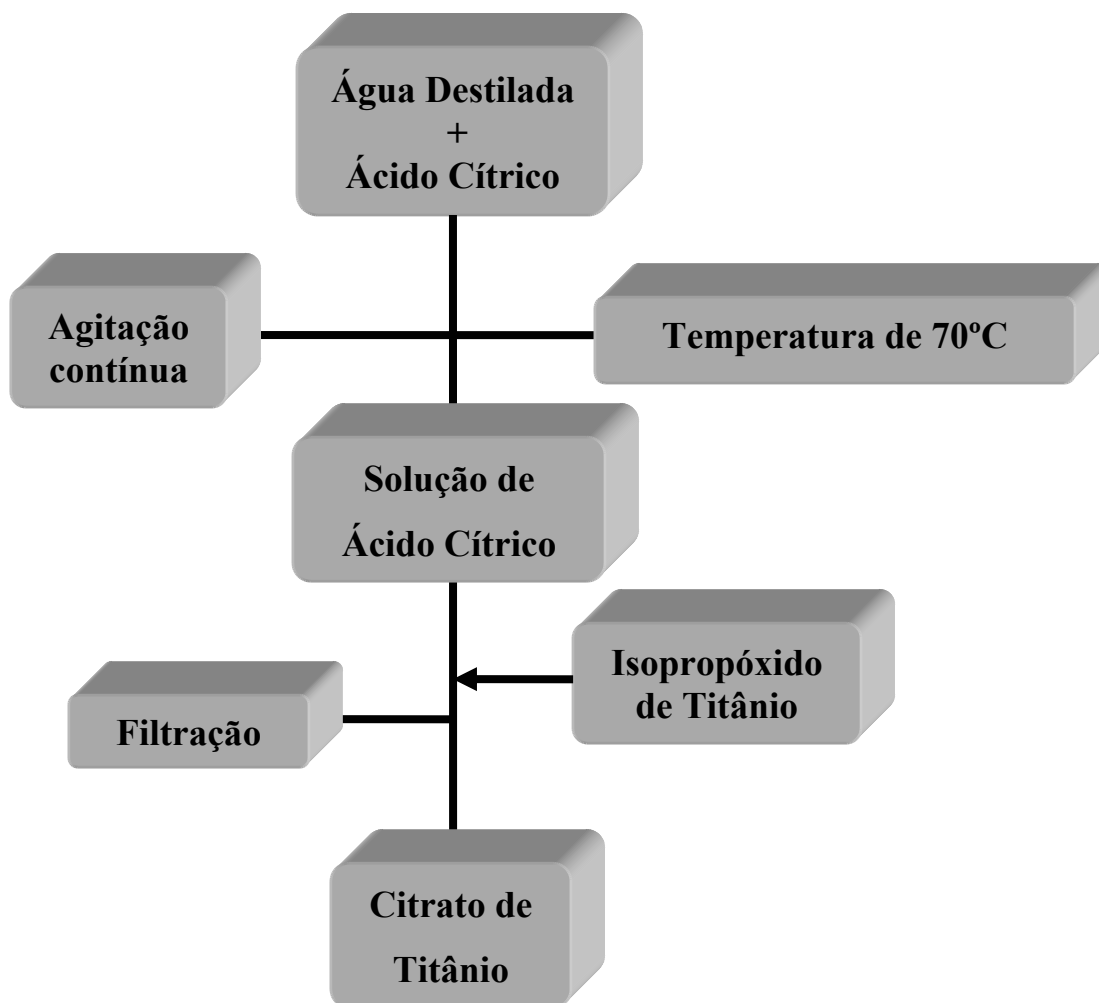 Água Destilada
+
Ácido Cítrico
Agitação
contínua
Temperatura de 70ºC
Solução de
Ácido Cítrico
Isopropóxido
de Titânio
Filtração
Citrato de
Titânio